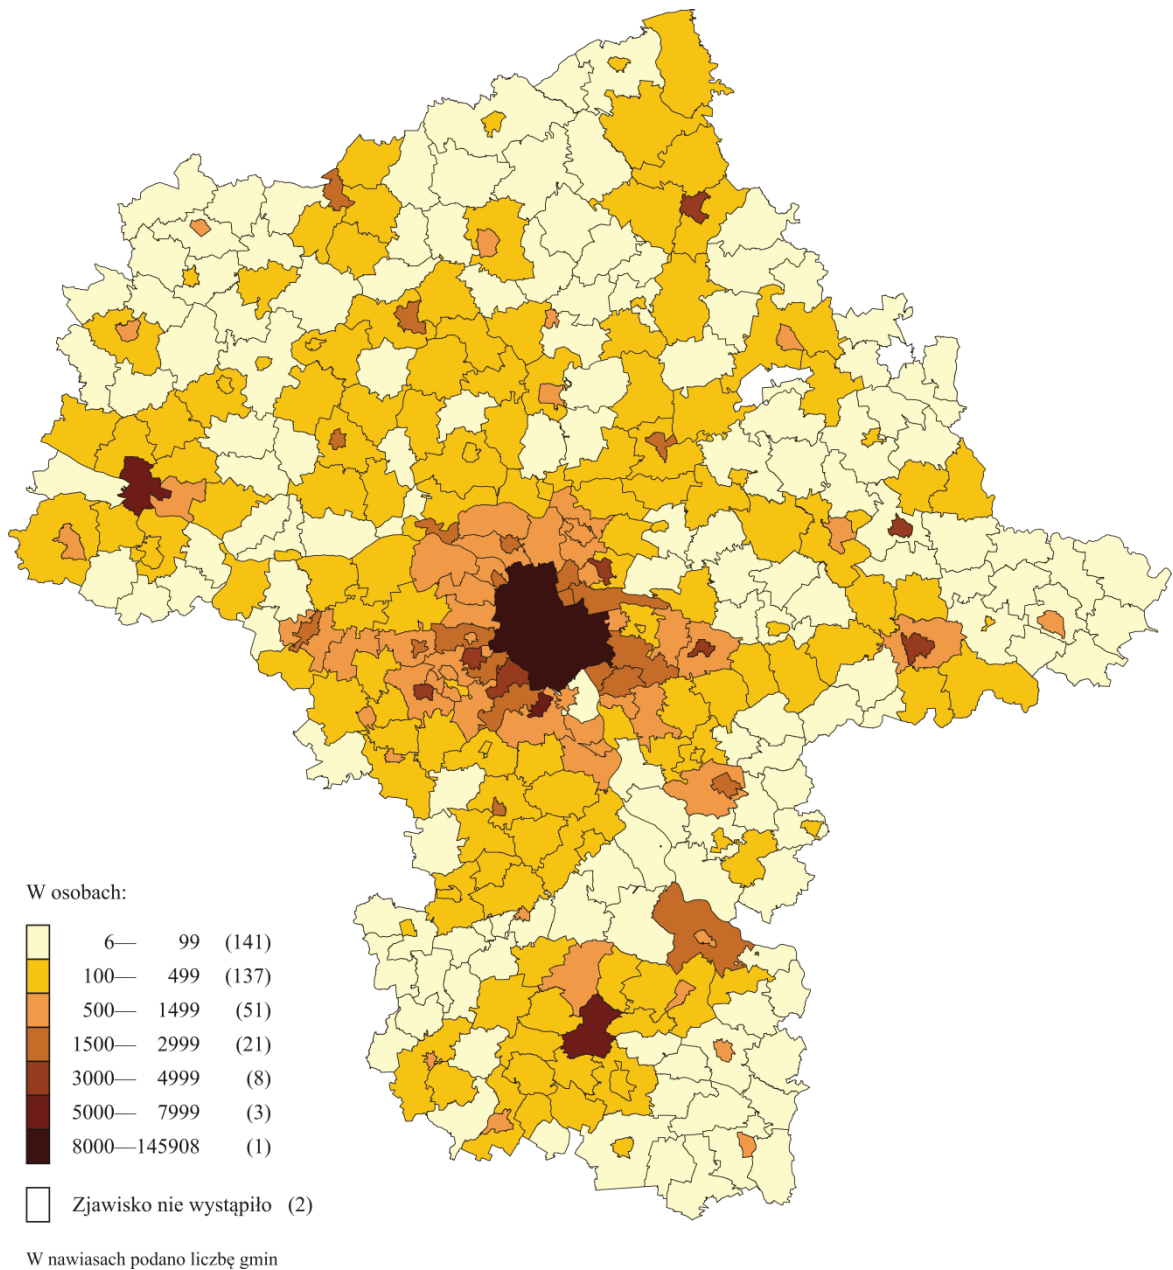 W osobach:
6— 99 (141)
100— 499 (137)
500— 1499 (51)
1500— 2999 (21)
3000— 4999 (8)
5000— 7999 (3)
8000—145908 (1)
Zjawisko nie wystąpiło (2)
W nawiasach podano liczbę gmin